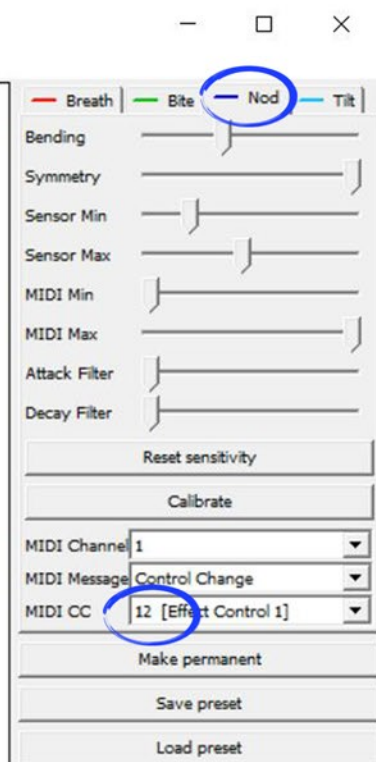 Breath Bite Nod Tilt
Bending
Symmetry
Sensor Min
Sensor Max
MIDI Min
MIDI Max
Attack Filter
Decay Filter
Reset sensitivity
Calibrate
MIDI Channel 1
MIDI Message Control Change
MIDI CC 12 [Effect Control 1]
Make permanent
Save preset
Load preset